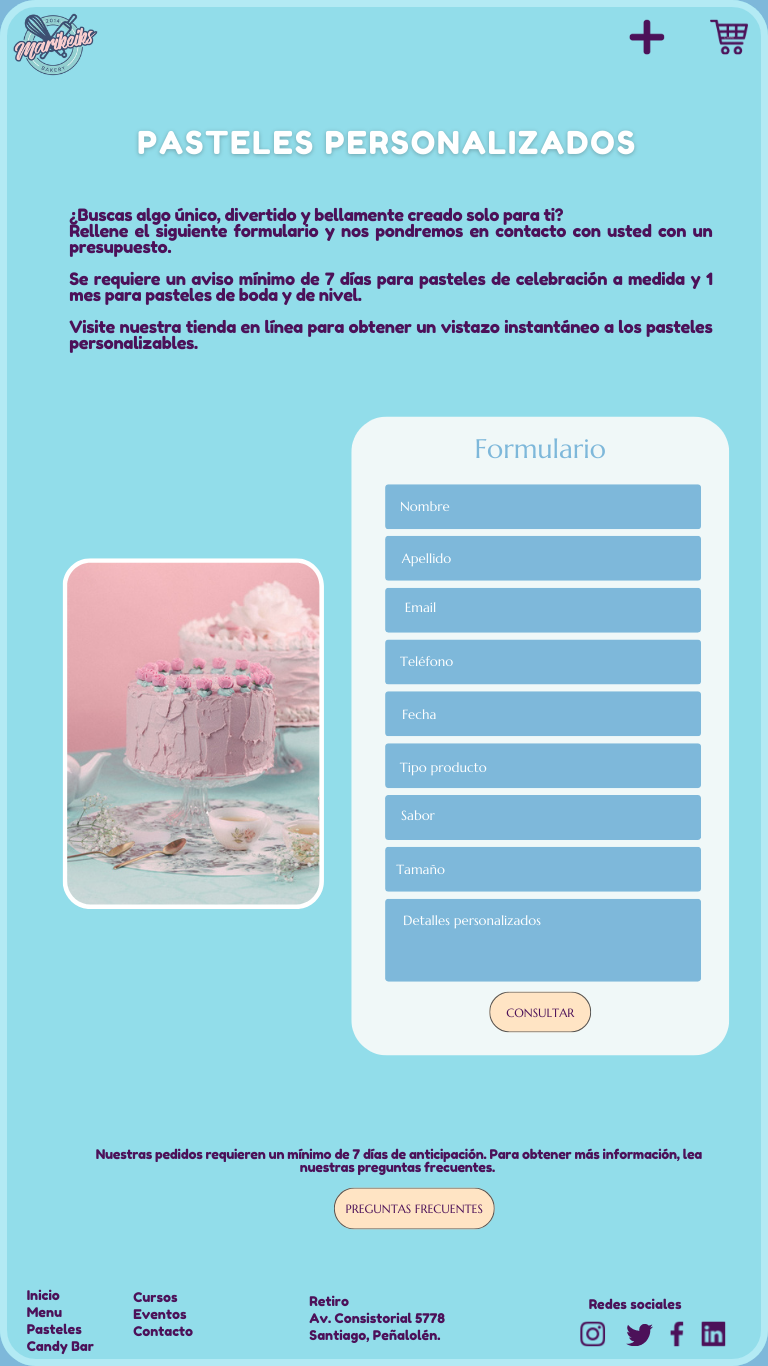 2014
Marikeiks
BAKERY
PASTELES PERSONALIZADOS
¿Buscas algo único, divertido y bellamente creado solo para ti?
Rellene el siguiente formulario y nos pondremos en contacto con usted con un
presupuesto.
Se requiere un aviso mínimo de 7 días para pasteles de celebración a medida y 1
mes para pasteles de boda y de nivel.
Visite nuestra tienda en línea para obtener un vistazo instantáneo a los pasteles
personalizables.
Formulario
Nombre
Apellido
Email
Teléfono
Fecha
Tipo producto
Sabor
Tamaño
Detalles personalizados
CONSULTAR
Nuestras pedidos requieren un mínimo de 7 días de anticipación. Para obtener más información, lea
nuestras preguntas frecuentes.
PREGUNTAS FRECUENTES
Inicio
Menu
Pasteles
Candy Bar
Cursos
Eventos
Contacto
Retiro
Av. Consistorial 5778
Santiago, Peñalolén.
Redes sociales